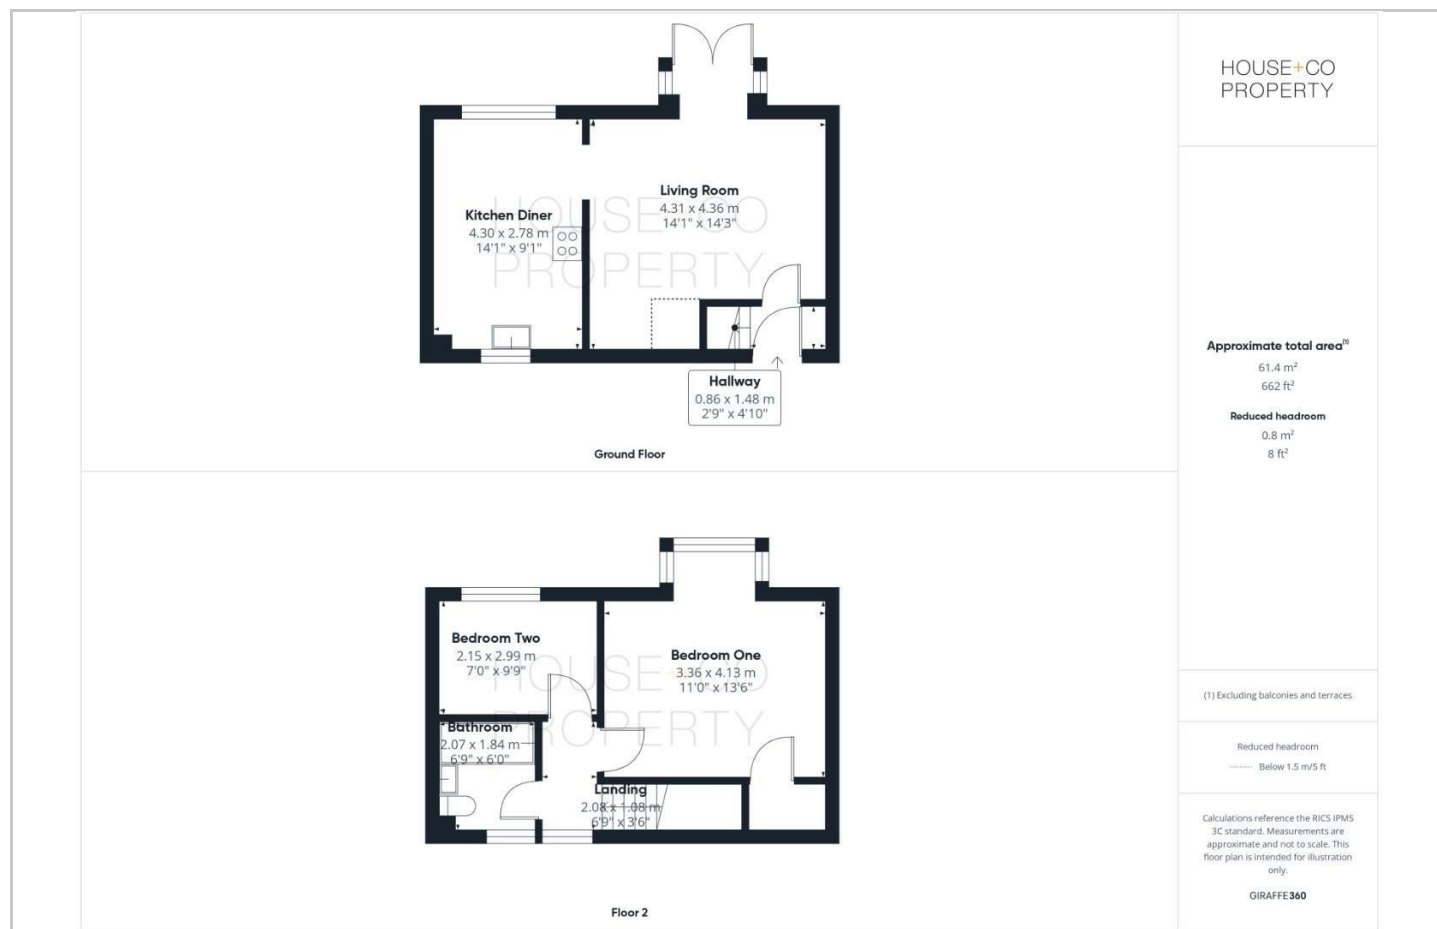 HOUSE+CO
PROPERTY
Living Room
4.31 x 4.36 m
14'1" x 14'3"
Kitchen Diner
4.30 x 2.78 m
14'1" x 9'1"
HOUSE+CO
PROPERTY
Hallway
0.86 x 1.48 m
2'9" x 4'10"
Ground Floor
Approximate total area(1)
61.4 m²
662 ft²
Reduced headroom
0.8 m²
8 ft²
Bedroom Two
2.15 x 2.99 m
7'0" x 9'9"
Bedroom One
3.36 x 4.13 m
11'0" x 13'6"
HOUSE+CO
PROPERTY
Bathroom
2.07 x 1.84 m
6'9" x 6'0"
Landing
2.08 x 1.08 m
6'9" x 3'6"
Floor 2
(1) Excluding balconies and terraces
Reduced headroom
Below 1.5 m/5 ft
Calculations reference the RICS IPMS
3C standard. Measurements are
approximate and not to scale. This
floor plan is intended for illustration
only.
GIRAFFE360